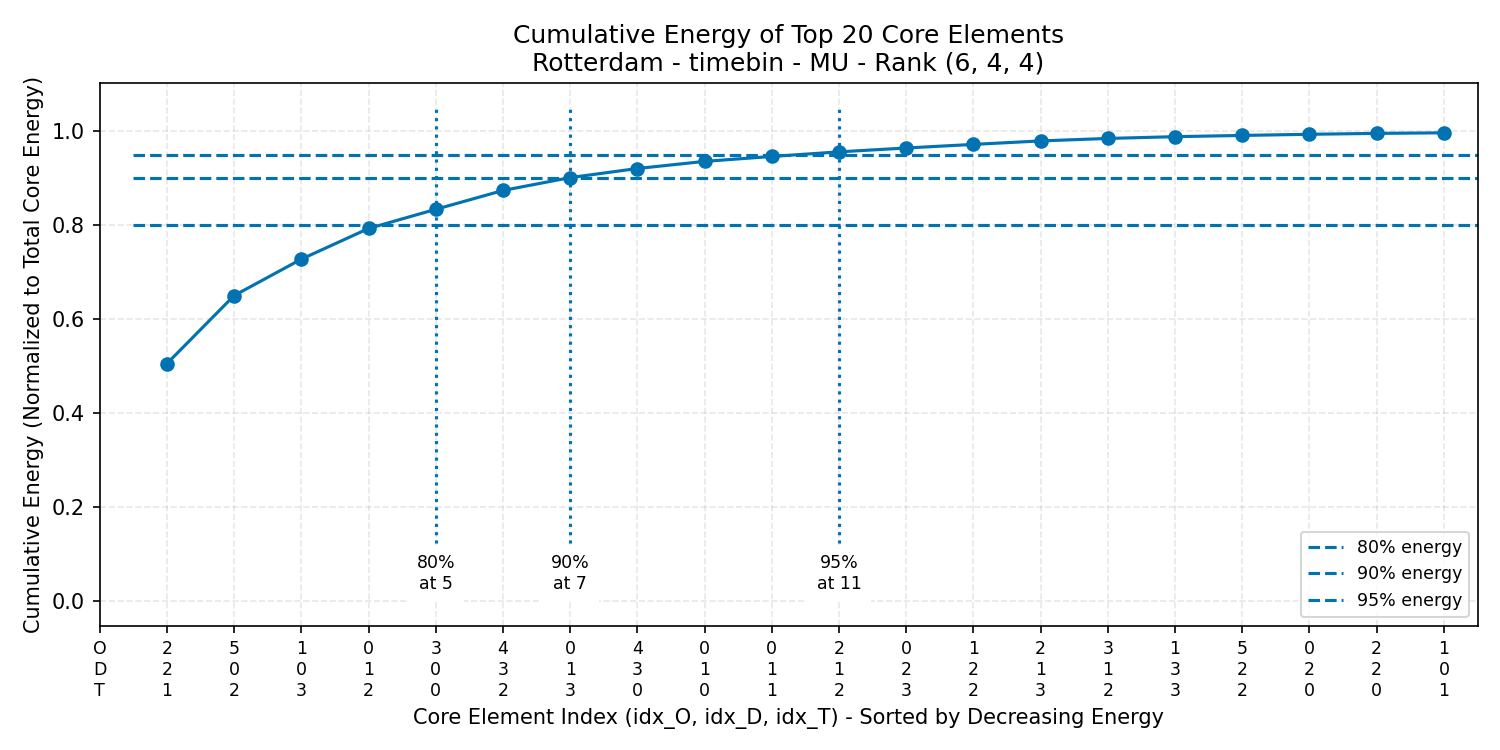 Cumulative Energy of Top 20 Core Elements
Rotterdam - timebin - MU - Rank (6, 4, 4)
Cumulative Energy (Normalized to Total Core Energy)
1.0
0.8
0.6
0.4
0.2
0.0
80%
at 5
90%
at 7
95%
at 11
80% energy
90% energy
95% energy
O 2 5 1 0 3 4 0 4 0 0 2 0 1 2 3 1 5 0 2 1
D 2 0 0 1 0 3 1 3 1 1 1 2 2 1 1 3 2 2 2 0
T 1 2 3 2 0 2 3 0 0 1 2 3 2 3 2 3 2 0 0 1
Core Element Index (idx_O, idx_D, idx_T) - Sorted by Decreasing Energy